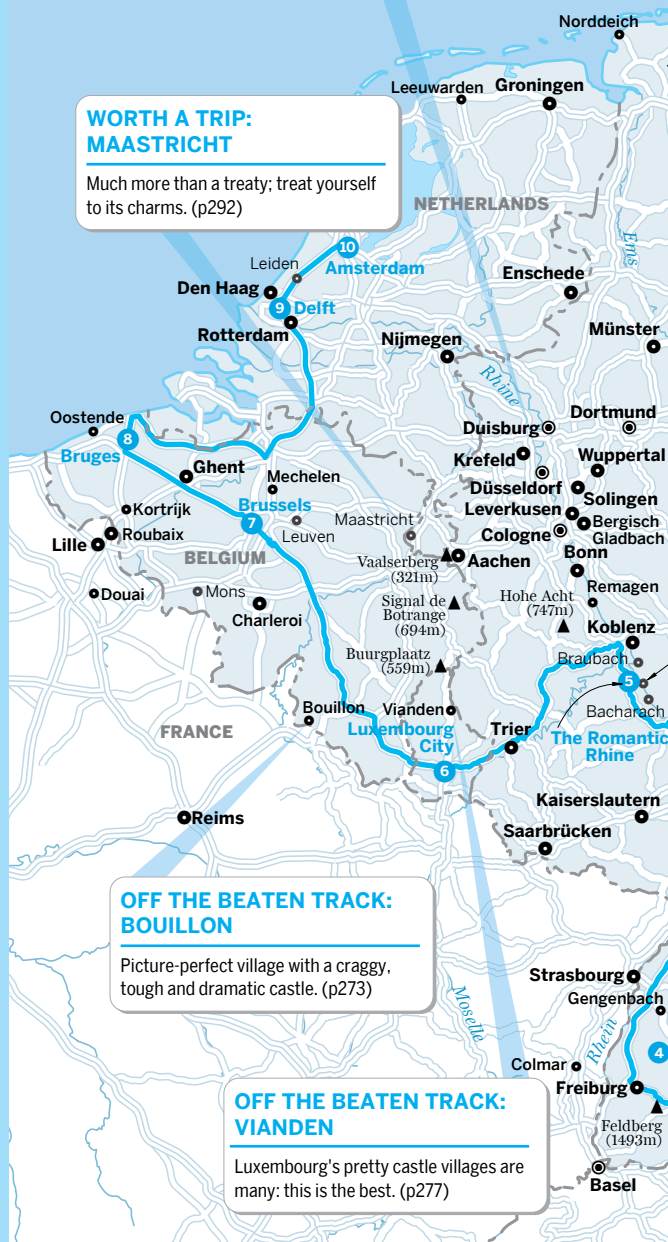 Norddeich
Leeuwarden
Groningen
WORTH A TRIP:
MAASTRICHT
Much more than a treaty; treat yourself
to its charms. (p292)
NETHERLANDS
Ems
10
Amsterdam
Leiden
Den Haag
9
Delft
Rotterdam
Enschede
Münster
Nijmegen
Rhine
Oostende
8
Bruges
Ghent
Mechelen
Brussels
7
Leuven
Kortrijk
Roubaix
Lille
BELGIUM
Douai
Mons
Charleroi
Maastricht
Duisburg
Dortmund
Krefeld
Wuppertal
Düsseldorf
Solingen
Leverkusen
Cologne
Bergisch
Gladbach
Vaalserberg
(321m)
Aachen
Bonn
Signal de
Botrange
(694m)
Hohe Acht
(747m)
Remagen
Koblenz
Buurgplaatz
(559m)
Braubach
5
Bacharach
Bouillon
Vianden
Luxembourg
City
6
Trier
The Romantic
Rhine
FRANCE
Reims
Kaiserslautern
Saarbrücken
OFF THE BEATEN TRACK:
BOUILLON
Picture-perfect village with a craggy,
tough and dramatic castle. (p273)
Moselle
Strasbourg
Gengenbach
Rhein
4
Colmar
Freiburg
Feldberg
(1493m)
Basel
OFF THE BEATEN TRACK:
VIANDEN
Luxembourg's pretty castle villages are
many: this is the best. (p277)